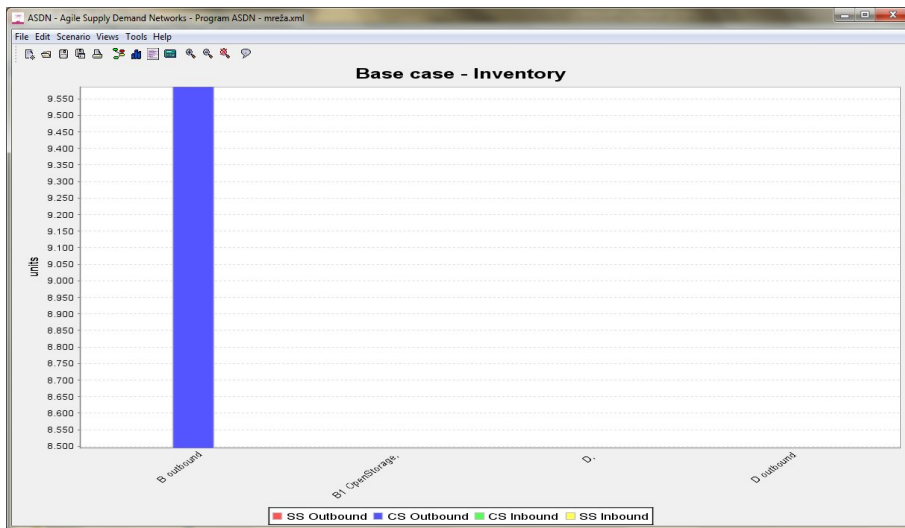 ASDN - Agile Supply Demand Networks - Program ASDN - mreža.xml
File Edit Scenario Views Tools Help
Base case - Inventory
9.550
9.500
9.450
9.400
9.350
9.300
9.250
9.200
9.150
9.100
9.050
9.000
8.950
8.900
8.850
8.800
8.750
8.700
8.650
8.600
8.550
8.500
units
B outbound
B1 OpenStorage.
D.
D outbound
SS Outbound CS Outbound CS Inbound SS Inbound